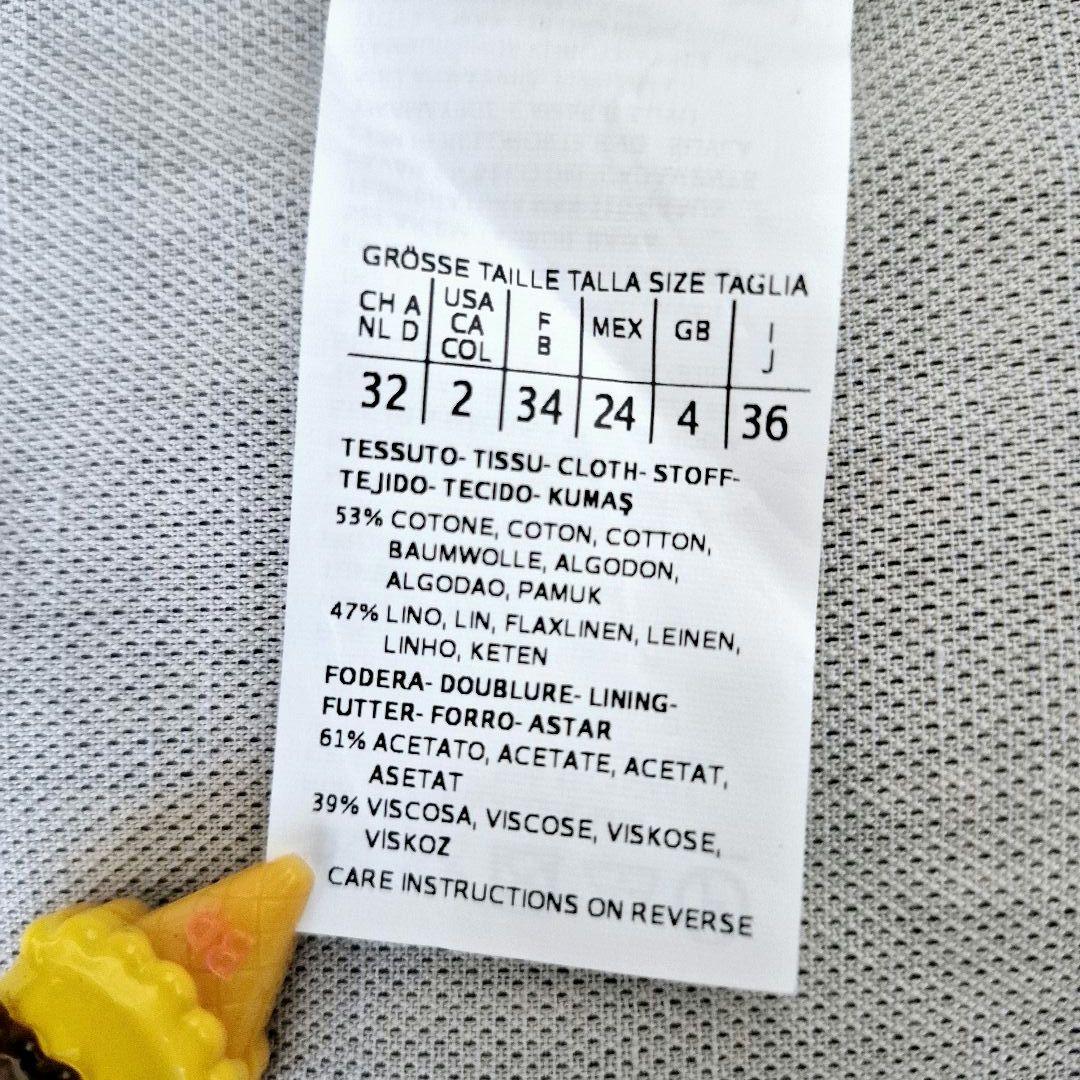 GRÖSSE TAILLE TALLA SIZE TAGLIA
CH A NL D | USA CA COL | F B | MEX | GB | I J
32 | 2 | 34 | 24 | 4 | 36
TESSUTO- TISSU- CLOTH- STOFF-
TEJIDO- TECIDO- KUMAŞ
53% COTONE, COTON, COTTON,
BAUMWOLLE, ALGODON,
ALGODAO, PAMUK
47% LINO, LIN, FLAXLINEN, LEINEN,
LINHO, KETEN
FODERA- DOUBLURE- LINING-
FUTTER- FORRO- ASTAR
61% ACETATO, ACETATE, ACETAT,
ASETAT
39% VISCOSA, VISCOSE, VISKOSE,
VİSKOZ
CARE INSTRUCTIONS ON REVERSE